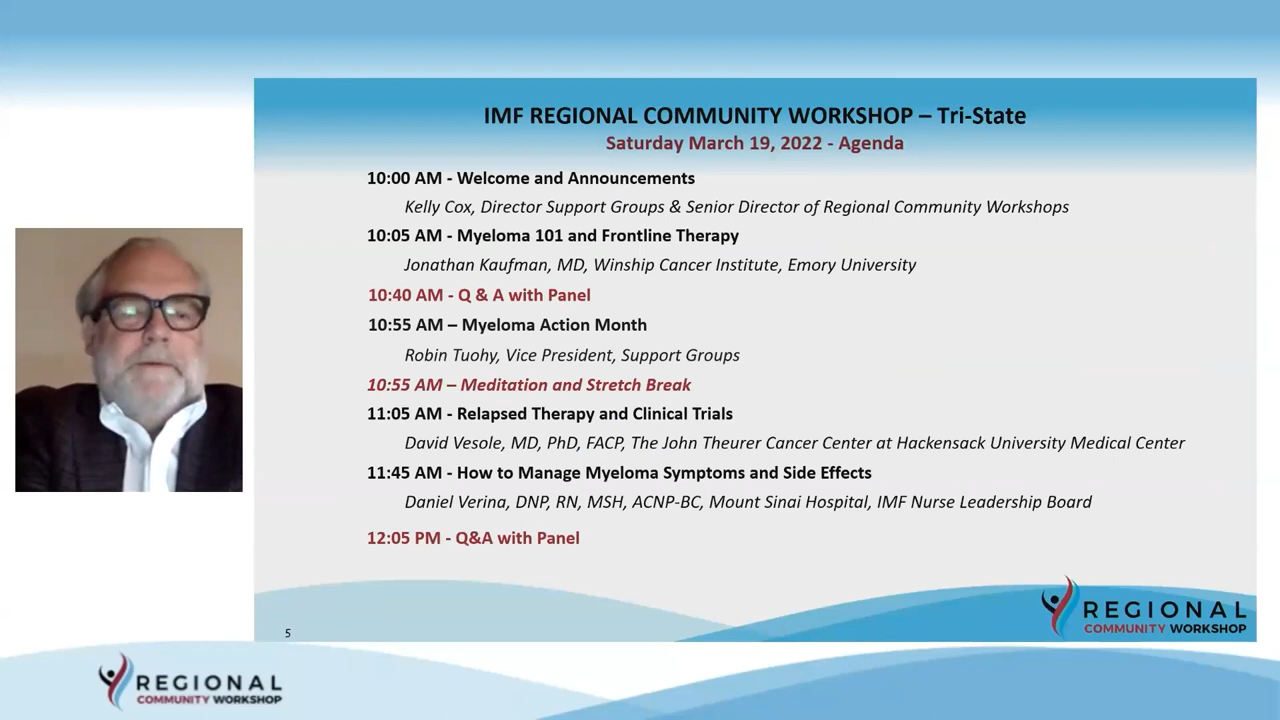 IMF REGIONAL COMMUNITY WORKSHOP – Tri-State
Saturday March 19, 2022 - Agenda
10:00 AM - Welcome and Announcements
Kelly Cox, Director Support Groups & Senior Director of Regional Community Workshops
10:05 AM - Myeloma 101 and Frontline Therapy
Jonathan Kaufman, MD, Winship Cancer Institute, Emory University
10:40 AM - Q & A with Panel
10:55 AM – Myeloma Action Month
Robin Tuohy, Vice President, Support Groups
10:55 AM – Meditation and Stretch Break
11:05 AM - Relapsed Therapy and Clinical Trials
David Vesole, MD, PhD, FACP, The John Theurer Cancer Center at Hackensack University Medical Center
11:45 AM - How to Manage Myeloma Symptoms and Side Effects
Daniel Verina, DNP, RN, MSH, ACNP-BC, Mount Sinai Hospital, IMF Nurse Leadership Board
12:05 PM - Q&A with Panel
5
REGIONAL
COMMUNITY WORKSHOP
REGIONAL
COMMUNITY WORKSHOP